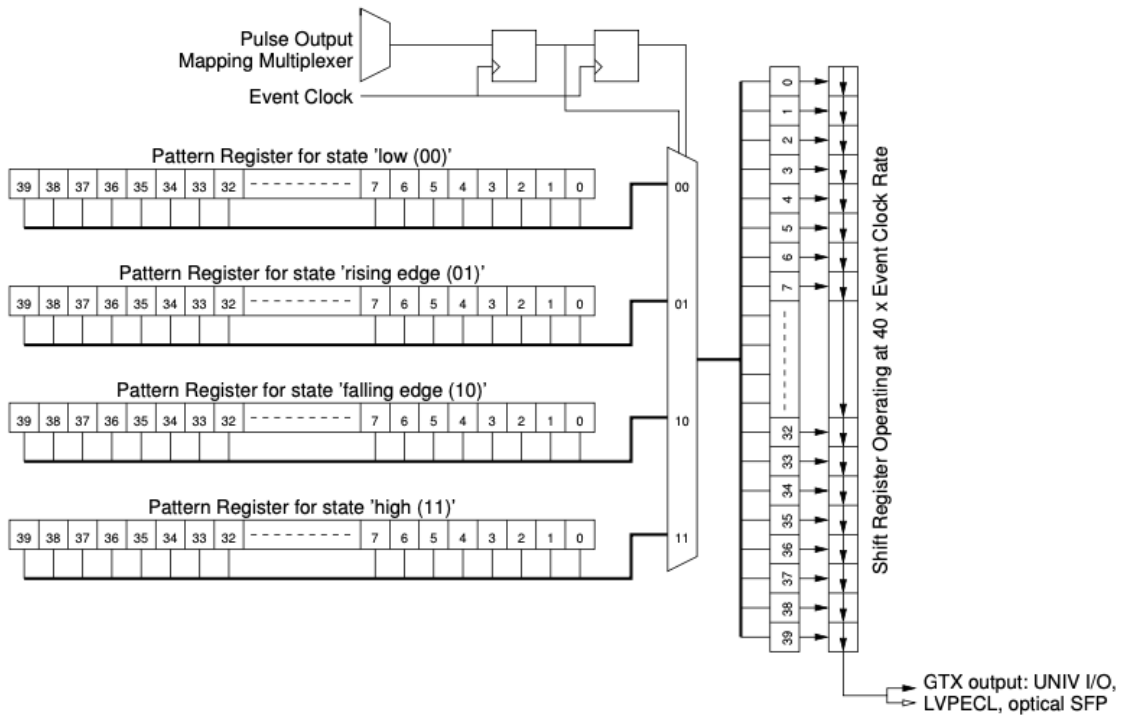 Pulse Output
Mapping Multiplexer
Event Clock
Pattern Register for state 'low (00)'
39 38 37 36 35 34 33 32 7 6 5 4 3 2 1 0
Pattern Register for state 'rising edge (01)'
39 38 37 36 35 34 33 32 7 6 5 4 3 2 1 0
Pattern Register for state 'falling edge (10)'
39 38 37 36 35 34 33 32 7 6 5 4 3 2 1 0
Pattern Register for state 'high (11)'
39 38 37 36 35 34 33 32 7 6 5 4 3 2 1 0
00
01
10
11
0
1
2
3
4
5
6
7
32
33
34
35
36
37
38
39
Shift Register Operating at 40 x Event Clock Rate
GTX output: UNIV I/O,
LVPECL, optical SFP